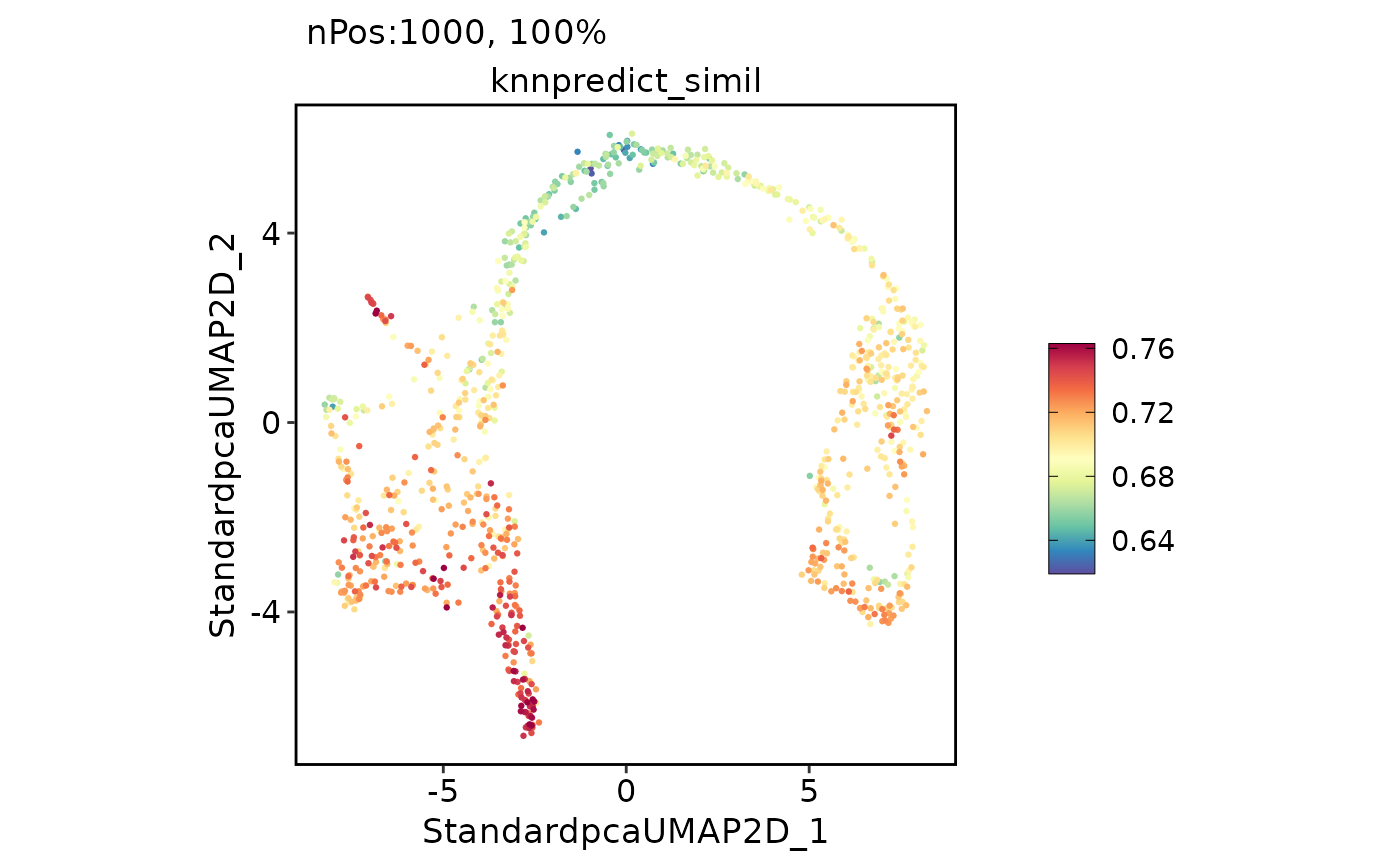 nPos:1000, 100%
knnpredict_simil
StandardpcaUMAP2D_2
4
0
-4
-5
0
5
StandardpcaUMAP2D_1
0.76
0.72
0.68
0.64